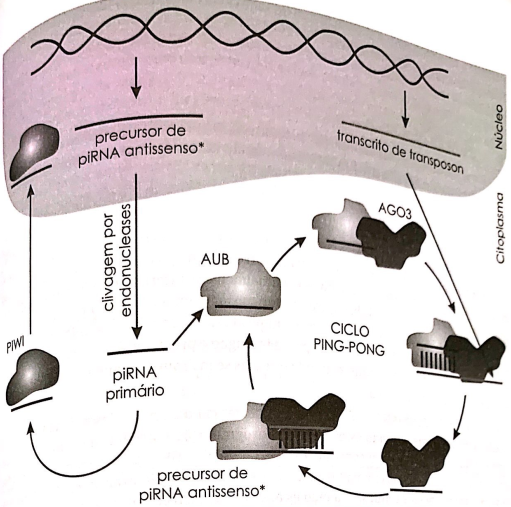 Núcleo
precursor de
piRNA antissenso*
transcrito de transposon
Citoplasma
clivagem por
endonucleases
AGO3
AUB
CICLO
PING-PONG
PIWI
piRNA
primário
precursor de
piRNA antissenso*